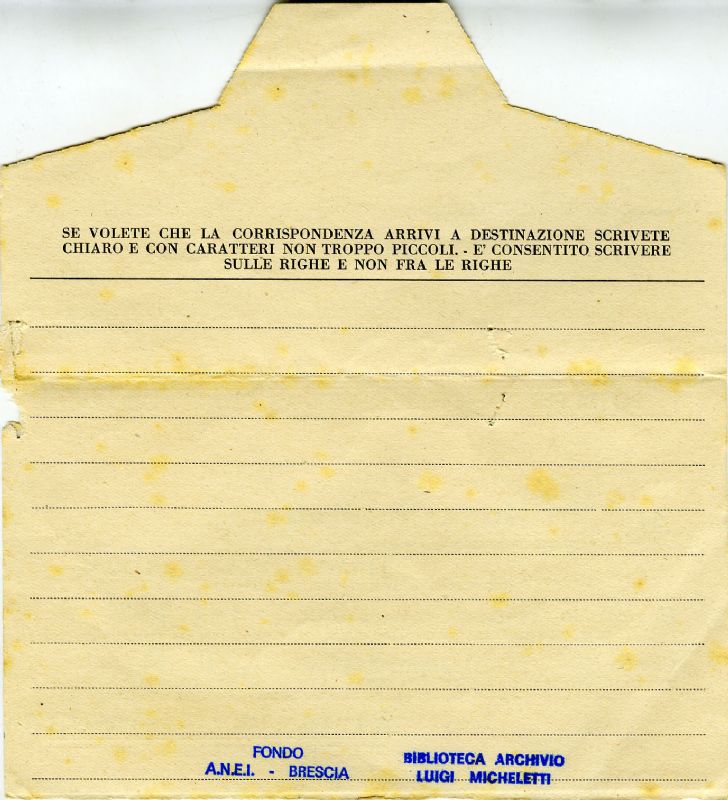 SE VOLETE CHE LA CORRISPONDENZA ARRIVI A DESTINAZIONE SCRIVETE
CHIARO E CON CARATTERI NON TROPPO PICCOLI. - E' CONSENTITO SCRIVERE
SULLE RIGHE E NON FRA LE RIGHE
FONDO
A.N.E.I. - BRESCIA
BIBLIOTECA ARCHIVIO
LUIGI MICHELETTI